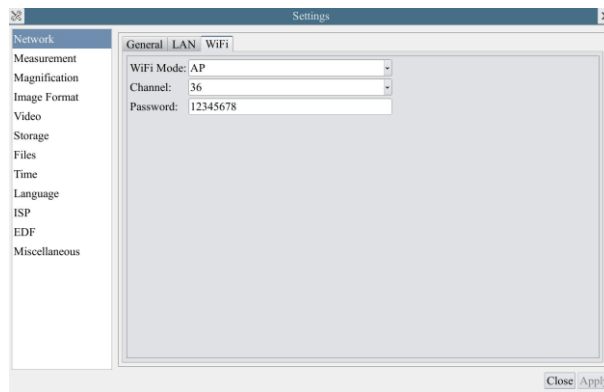 Settings
Network
Measurement
Magnification
Image Format
Video
Storage
Files
Time
Language
ISP
EDF
Miscellaneous
General LAN WiFi
WiFi Mode: AP
Channel: 36
Password: 12345678
Close Apply